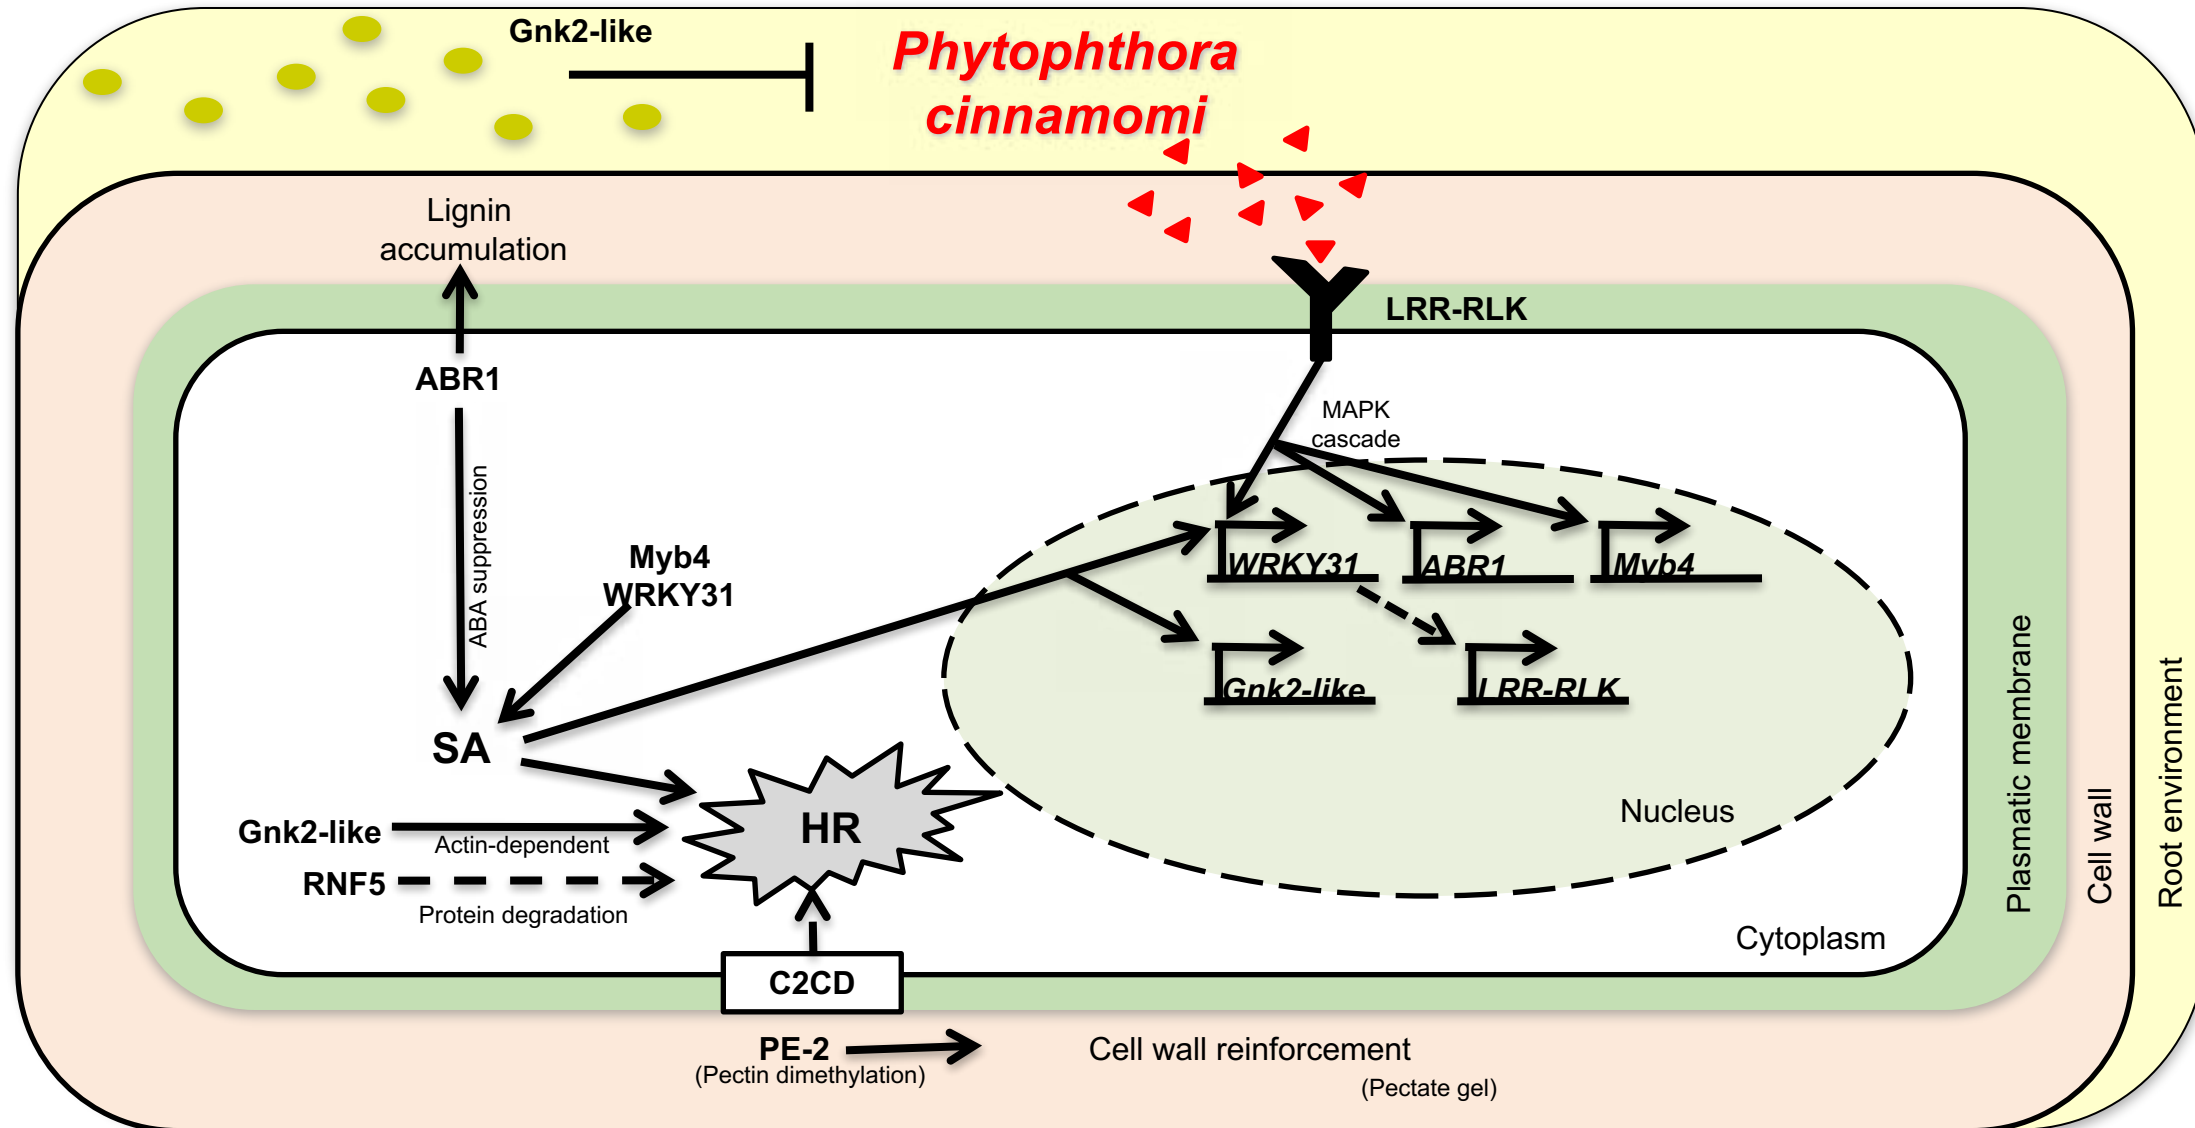 Gnk2-like
Phytophthora
cinnamomi
Lignin
accumulation
LRR-RLK
ABR1
MAPK
cascade
ABA suppression
Myb4
WRKY31
WRKY31
ABR1
Myb4
Gnk2-like
LRR-RLK
SA
HR
Gnk2-like
Actin-dependent
RNF5
Protein degradation
Nucleus
Cytoplasm
Plasmatic membrane
Cell wall
Root environment
C2CD
PE-2
(Pectin dimethylation)
Cell wall reinforcement
(Pectate gel)